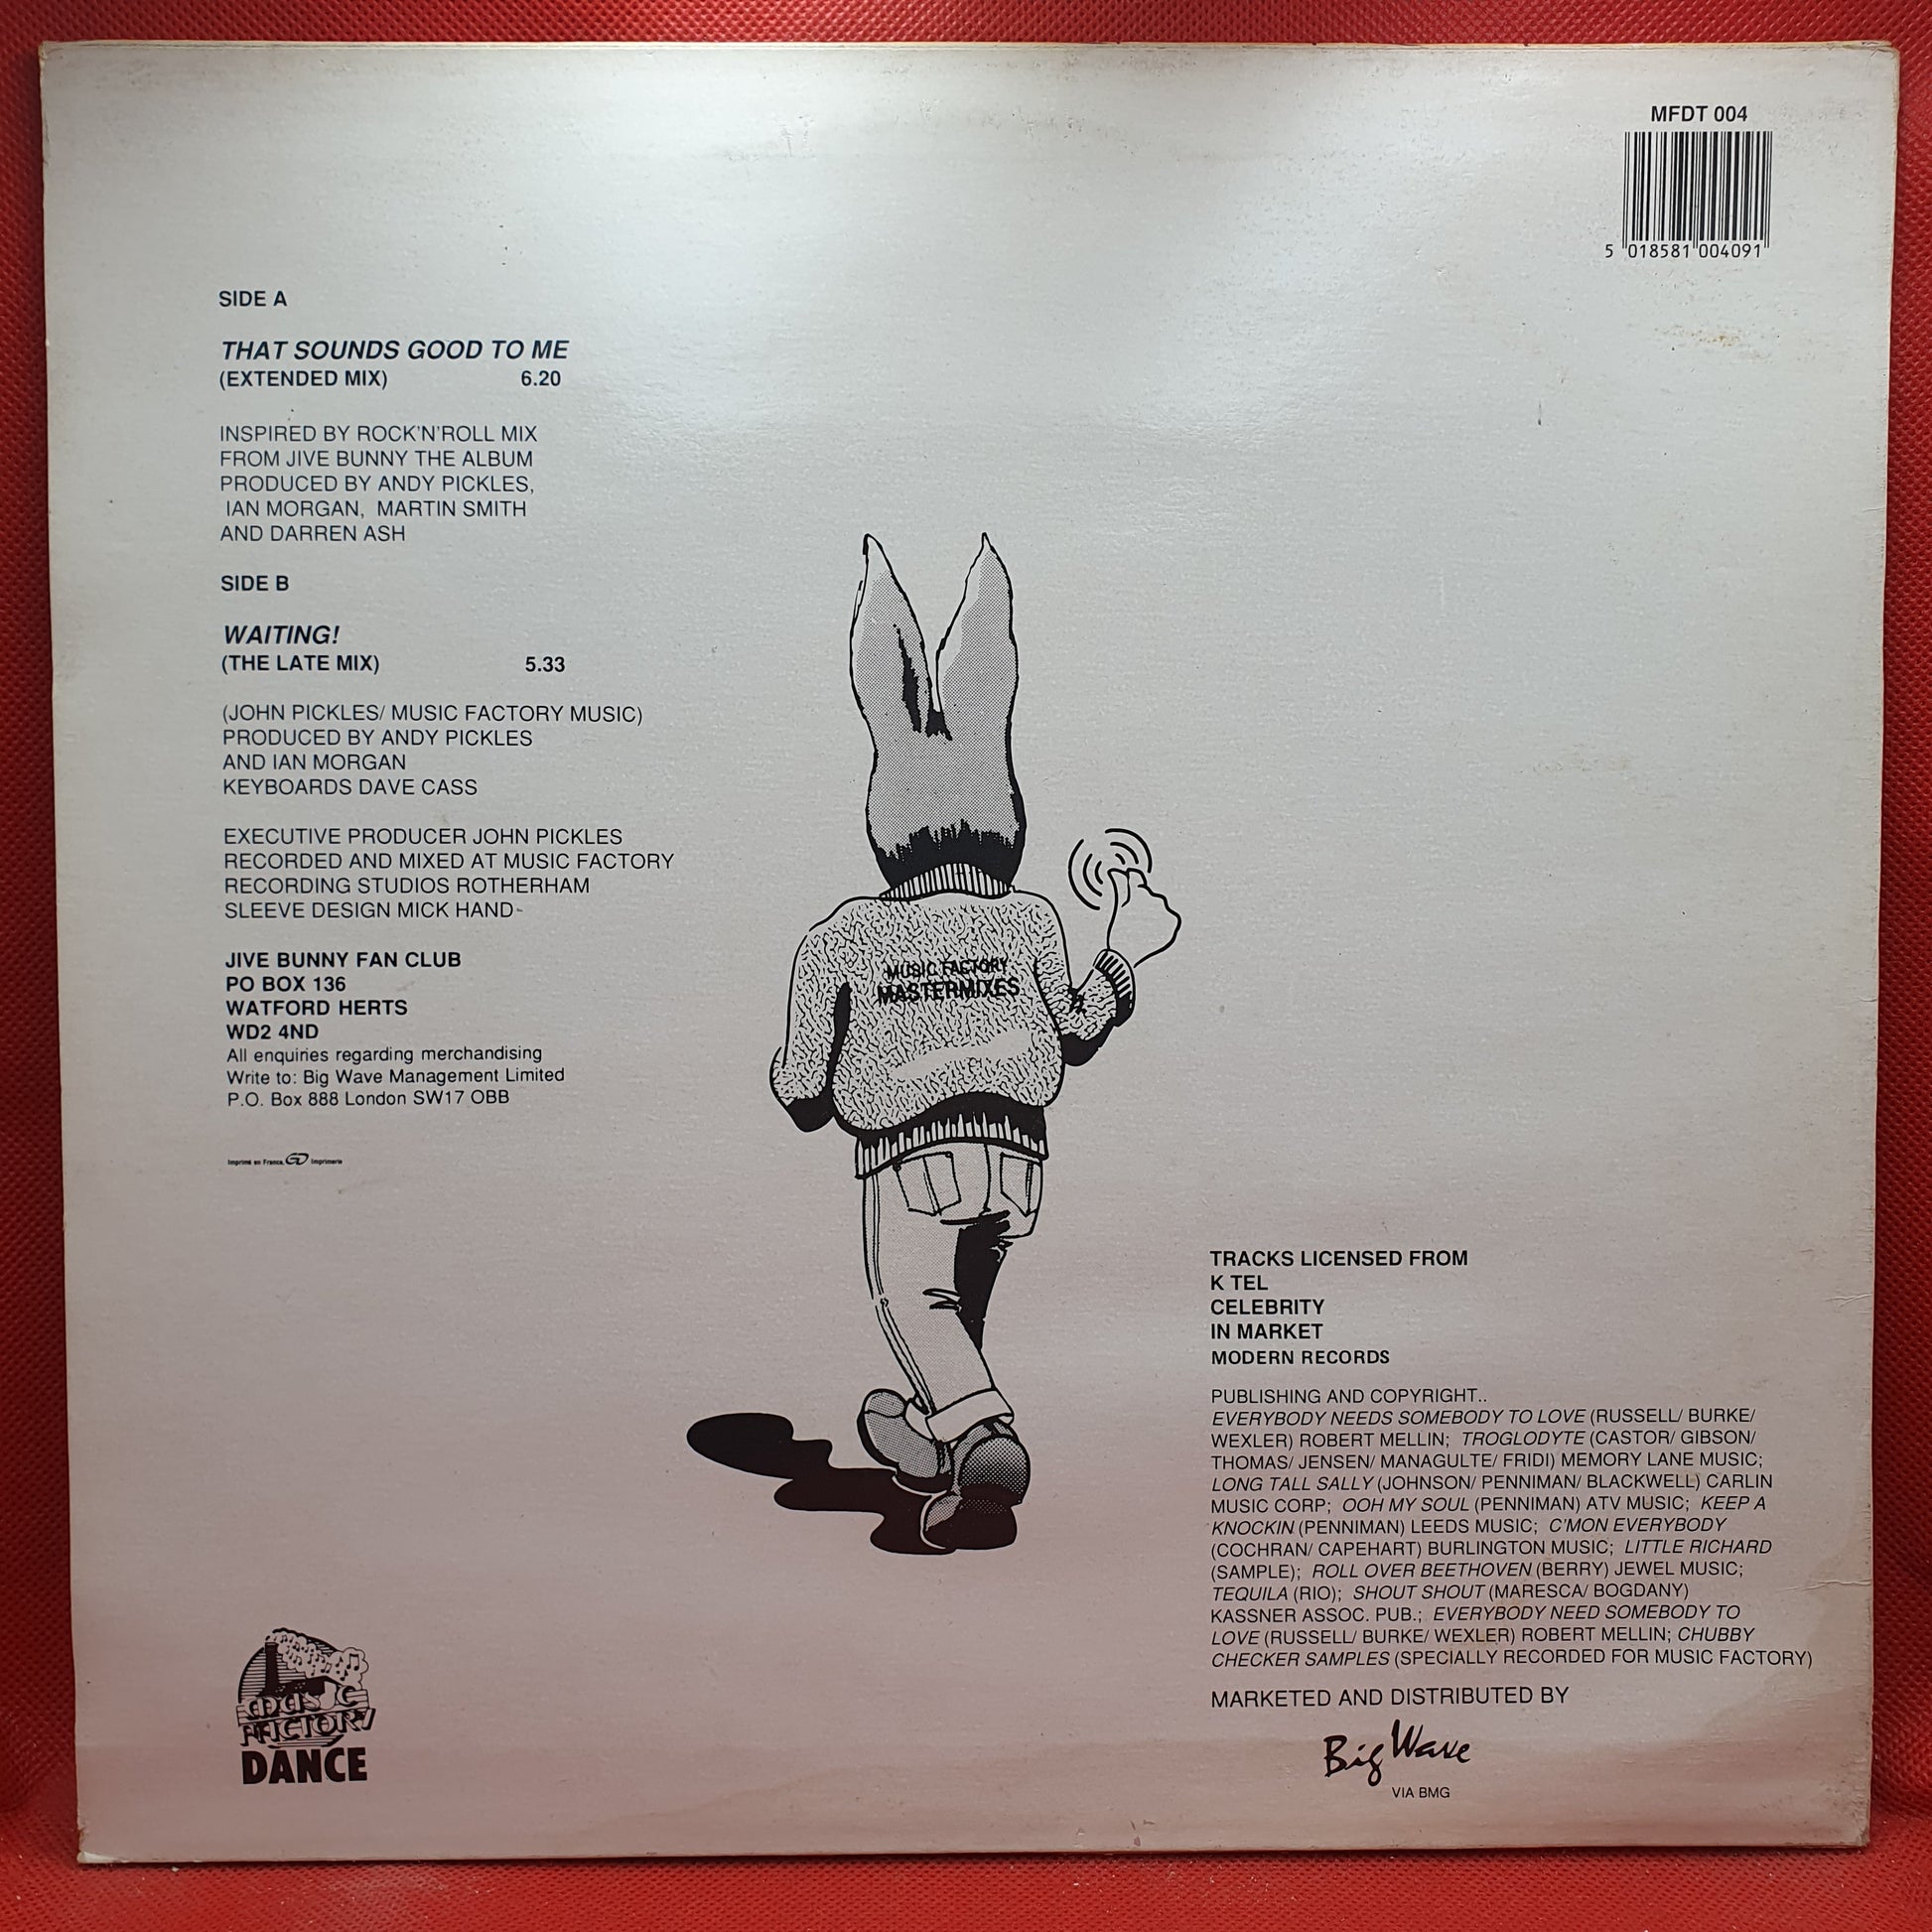 MFDT 004
5 018581 004091
SIDE A
THAT SOUNDS GOOD TO ME
(EXTENDED MIX) 6.20
INSPIRED BY ROCK'N'ROLL MIX
FROM JIVE BUNNY THE ALBUM
PRODUCED BY ANDY PICKLES,
IAN MORGAN, MARTIN SMITH
AND DARREN ASH
SIDE B
WAITING!
(THE LATE MIX) 5.33
(JOHN PICKLES/ MUSIC FACTORY MUSIC)
PRODUCED BY ANDY PICKLES
AND IAN MORGAN
KEYBOARDS DAVE CASS
EXECUTIVE PRODUCER JOHN PICKLES
RECORDED AND MIXED AT MUSIC FACTORY
RECORDING STUDIOS ROTHERHAM
SLEEVE DESIGN MICK HAND
JIVE BUNNY FAN CLUB
PO BOX 136
WATFORD HERTS
WD2 4ND
All enquiries regarding merchandising
Write to: Big Wave Management Limited
P.O. Box 888 London SW17 OBB
Imprimé en France GD Imprimerie
MUSIC FACTORY
MASTERMIXES
TRACKS LICENSED FROM
K TEL
CELEBRITY
IN MARKET
MODERN RECORDS
PUBLISHING AND COPYRIGHT..
EVERYBODY NEEDS SOMEBODY TO LOVE (RUSSELL/ BURKE/
WEXLER) ROBERT MELLIN; TROGLODYTE (CASTOR/ GIBSON/
THOMAS/ JENSEN/ MANAGULTE/ FRIDI) MEMORY LANE MUSIC;
LONG TALL SALLY (JOHNSON/ PENNIMAN/ BLACKWELL) CARLIN
MUSIC CORP; OOH MY SOUL (PENNIMAN) ATV MUSIC; KEEP A
KNOCKIN (PENNIMAN) LEEDS MUSIC; C'MON EVERYBODY
(COCHRAN/ CAPEHART) BURLINGTON MUSIC; LITTLE RICHARD
(SAMPLE); ROLL OVER BEETHOVEN (BERRY) JEWEL MUSIC;
TEQUILA (RIO); SHOUT SHOUT (MARESCA/ BOGDANY)
KASSNER ASSOC. PUB.; EVERYBODY NEED SOMEBODY TO
LOVE (RUSSELL/ BURKE/ WEXLER) ROBERT MELLIN; CHUBBY
CHECKER SAMPLES (SPECIALLY RECORDED FOR MUSIC FACTORY)
MARKETED AND DISTRIBUTED BY
Big Wave
VIA BMG
MUSIC
FACTORY
DANCE